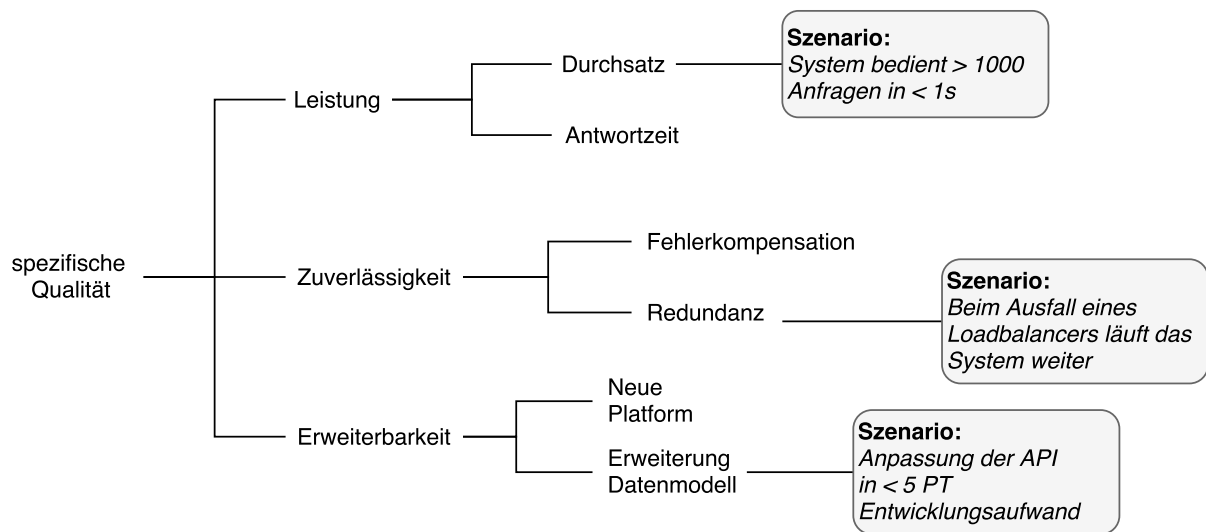 spezifische
Qualität
Leistung
Durchsatz
Szenario:
System bedient > 1000
Anfragen in < 1s
Antwortzeit
Zuverlässigkeit
Fehlerkompensation
Redundanz
Szenario:
Beim Ausfall eines
Loadbalancers läuft das
System weiter
Erweiterbarkeit
Neue
Platform
Erweiterung
Datenmodell
Szenario:
Anpassung der API
in < 5 PT
Entwicklungsaufwand